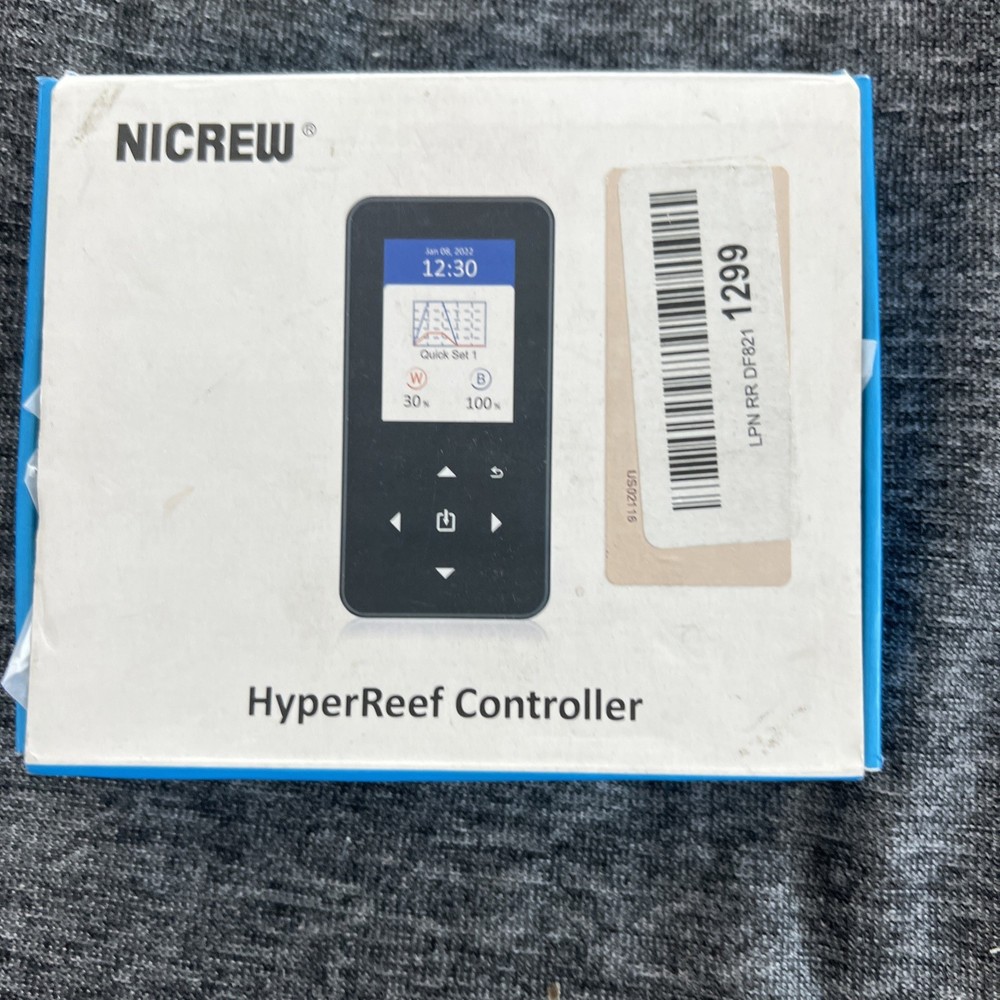 NICREW®
Jan 08, 2022
12:30
Quick Set 1
W
B
30%
100%
LPN RR DF821 1299
US02116
HyperReef Controller